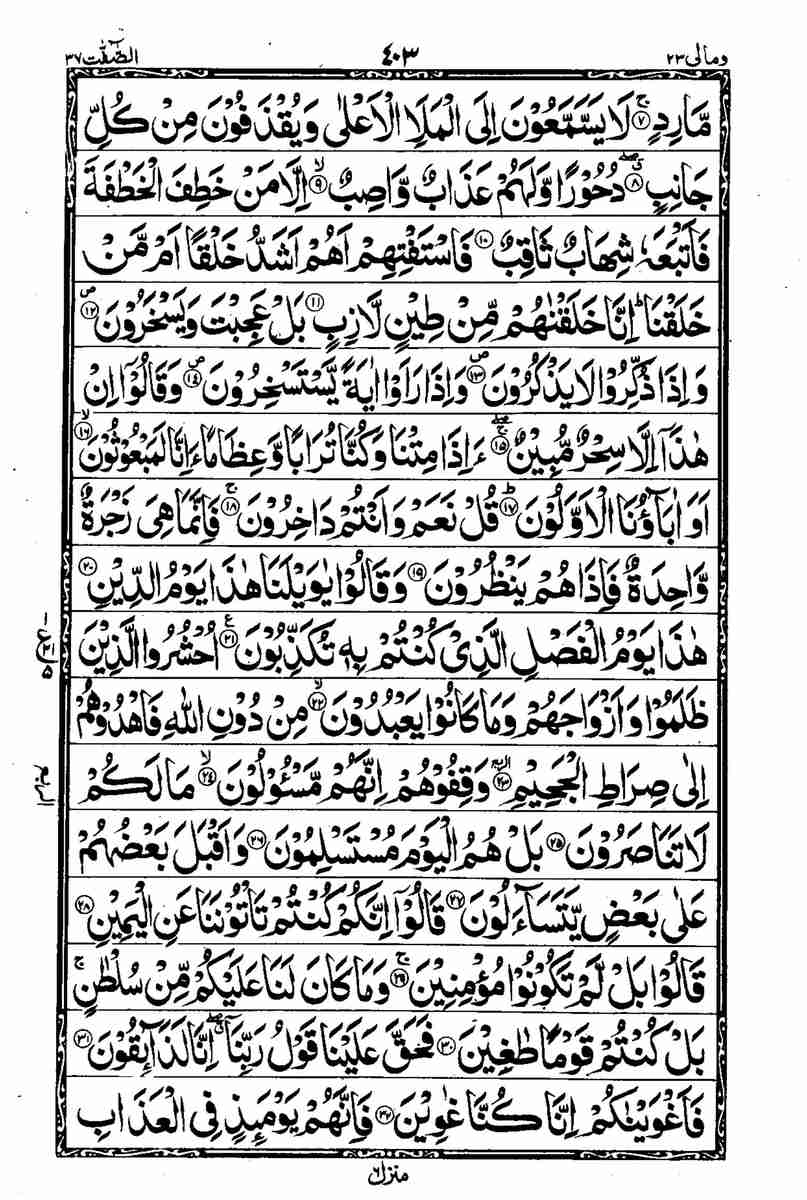 ومالی ۲۳ ۴۰۳ الصّٰٓفّٰت ۳۷
مَّارِدٍ ۚ‏﴿۷﴾ لَا یَسَّمَّعُوْنَ اِلَی الْمَلَاِ الْاَعْلٰی وَیُقْذَفُوْنَ مِنْ كُلِّ
جَانِبٍ ﴿۸﴾ دُحُوْرًا وَّلَهُمْ عَذَابٌ وَّاصِبٌ ۙ﴿۹﴾ اِلَّا مَنْ خَطِفَ الْخَطْفَةَ
فَاَتْبَعَهٗ شِهَابٌ ثَاقِبٌ ﴿۱۰﴾ فَاسْتَفْتِهِمْ اَهُمْ اَشَدُّ خَلْقًا اَمْ مَّنْ
خَلَقْنَا ؕ اِنَّا خَلَقْنٰهُمْ مِّنْ طِیْنٍ لَّازِبٍ ﴿۱۱﴾ بَلْ عَجِبْتَ وَیَسْخَرُوْنَ ۪﴿۱۲﴾
وَاِذَا ذُكِّرُوْا لَا یَذْكُرُوْنَ ۪﴿۱۳﴾ وَاِذَا رَاَوْا اٰیَةً یَّسْتَسْخِرُوْنَ ۪﴿۱۴﴾ وَقَالُوْۤا اِنْ
هٰذَاۤ اِلَّا سِحْرٌ مُّبِیْنٌ ﴿۱۵﴾ ءَاِذَا مِتْنَا وَكُنَّا تُرَابًا وَّعِظَامًا ءَاِنَّا لَمَبْعُوْثُوْنَ ۙ﴿۱۶﴾
اَوَ اٰبَآؤُنَا الْاَوَّلُوْنَ ؕ﴿۱۷﴾ قُلْ نَعَمْ وَاَنْتُمْ دَاخِرُوْنَ ۚ﴿۱۸﴾ فَاِنَّمَا هِیَ زَجْرَةٌ
وَّاحِدَةٌ فَاِذَا هُمْ یَنْظُرُوْنَ ﴿۱۹﴾ وَقَالُوْا یٰوَیْلَنَا هٰذَا یَوْمُ الدِّیْنِ ﴿۲۰﴾
هٰذَا یَوْمُ الْفَصْلِ الَّذِیْ كُنْتُمْ بِهٖ تُكَذِّبُوْنَ ﴿۲۱﴾ اُحْشُرُوا الَّذِیْنَ
ظَلَمُوْا وَاَزْوَاجَهُمْ وَمَا كَانُوْا یَعْبُدُوْنَ ۙ﴿۲۲﴾ مِنْ دُوْنِ اللّٰهِ فَاهْدُوْهُمْ
اِلٰی صِرَاطِ الْجَحِیْمِ ﴿۲۳﴾ وَقِفُوْهُمْ اِنَّهُمْ مَّسْـُٔوْلُوْنَ ۙ﴿۲۴﴾ مَا لَكُمْ
لَا تَنَاصَرُوْنَ ﴿۲۵﴾ بَلْ هُمُ الْیَوْمَ مُسْتَسْلِمُوْنَ ﴿۲۶﴾ وَاَقْبَلَ بَعْضُهُمْ
عَلٰی بَعْضٍ یَّتَسَآءَلُوْنَ ﴿۲۷﴾ قَالُوْۤا اِنَّكُمْ كُنْتُمْ تَاْتُوْنَنَا عَنِ الْیَمِیْنِ ﴿۲۸﴾
قَالُوْا بَلْ لَّمْ تَكُوْنُوْا مُؤْمِنِیْنَ ۚ﴿۲۹﴾ وَمَا كَانَ لَنَا عَلَیْكُمْ مِّنْ سُلْطٰنٍ ۚ
بَلْ كُنْتُمْ قَوْمًا طٰغِیْنَ ﴿۳۰﴾ فَحَقَّ عَلَیْنَا قَوْلُ رَبِّنَاۤ اِنَّا لَذَآىِٕقُوْنَ ﴿۳۱﴾
فَاَغْوَیْنٰكُمْ اِنَّا كُنَّا غٰوِیْنَ ﴿۳۲﴾ فَاِنَّهُمْ یَوْمَىِٕذٍ فِی الْعَذَابِ
منزل ۶